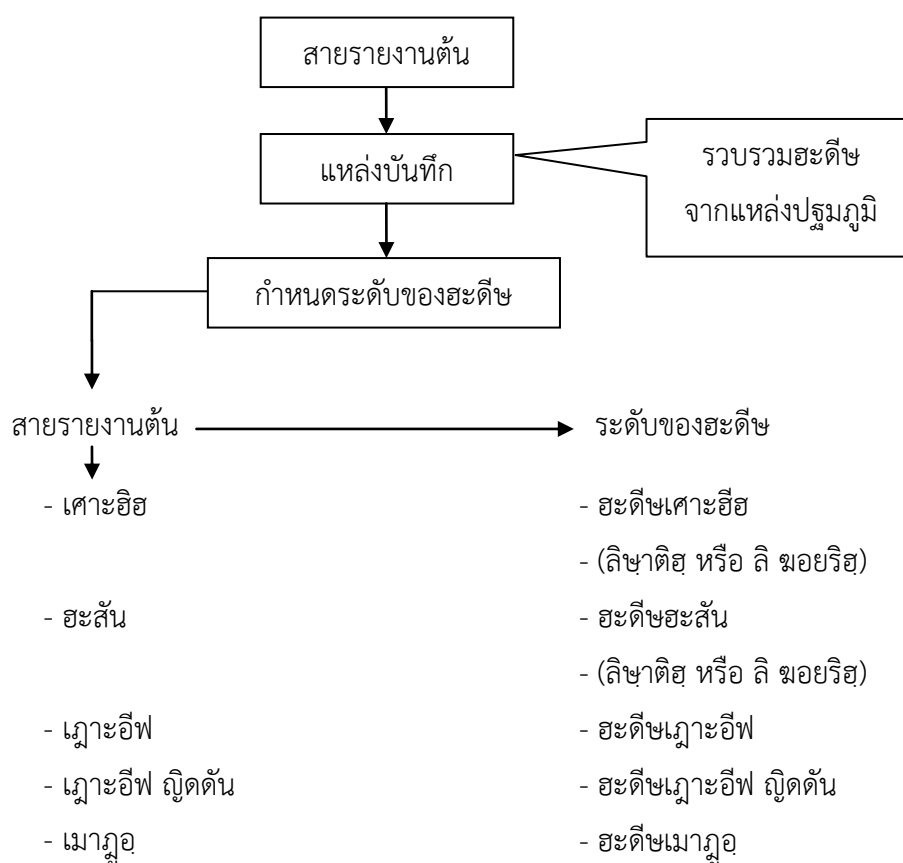 สายรายงานต้น
แหล่งบันทึก
รวบรวมฮะดีษ
จากแหล่งปฐมภูมิ
กำหนดระดับของฮะดีษ
สายรายงานต้น ระดับของฮะดีษ
- เศาะฮิฮ - ฮะดีษเศาะฮีฮ
- (ลิษฺาติฮฺ หรือ ลิ ฆอยริฮฺ)
- ฮะสัน - ฮะดีษฮะสัน
- (ลิษฺาติฮฺ หรือ ลิ ฆอยริฮฺ)
- เฎาะอีฟ - ฮะดีษเฎาะอีฟ
- เฎาะอีฟ ญิดดัน - ฮะดีษเฎาะอีฟ ญิดดัน
- เมาฎูอฺ - ฮะดีษเมาฎูอฺ